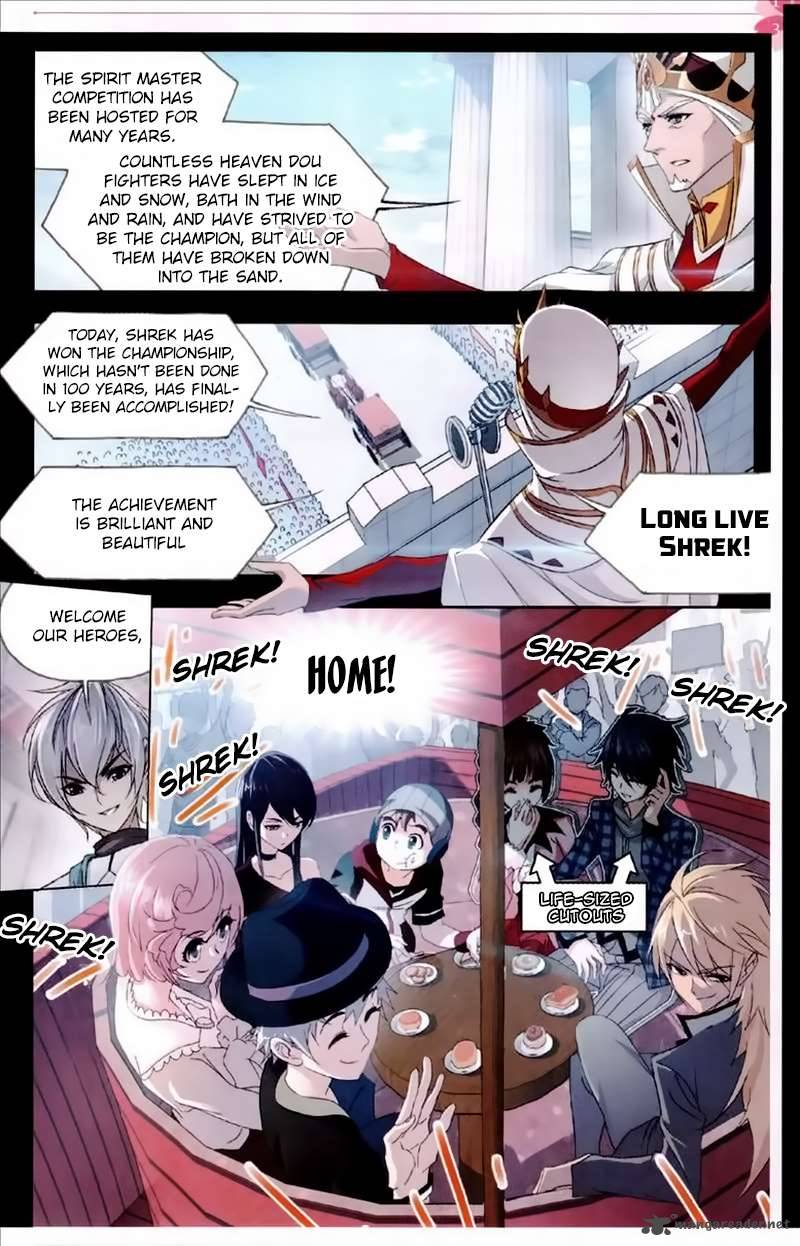 THE SPIRIT MASTER
COMPETITION HAS
BEEN HOSTED FOR
MANY YEARS.
COUNTLESS HEAVEN DOU
FIGHTERS HAVE SLEPT IN ICE
AND SNOW, BATH IN THE WIND
AND RAIN, AND HAVE STRIVED TO
BE THE CHAMPION, BUT ALL OF
THEM HAVE BROKEN DOWN
INTO THE SAND.
TODAY, SHREK HAS
WON THE CHAMPIONSHIP,
WHICH HASN'T BEEN DONE
IN 100 YEARS, HAS FINAL-
LY BEEN ACCOMPLISHED!
THE ACHIEVEMENT
IS BRILLIANT AND
BEAUTIFUL
LONG LIVE
SHREK!
WELCOME
OUR HEROES,
SHREK!
HOME!
SHREK!
SHREK!
SHREK!
LIFE-SIZED
CUTOUTS
SHREK!
mangareader.net